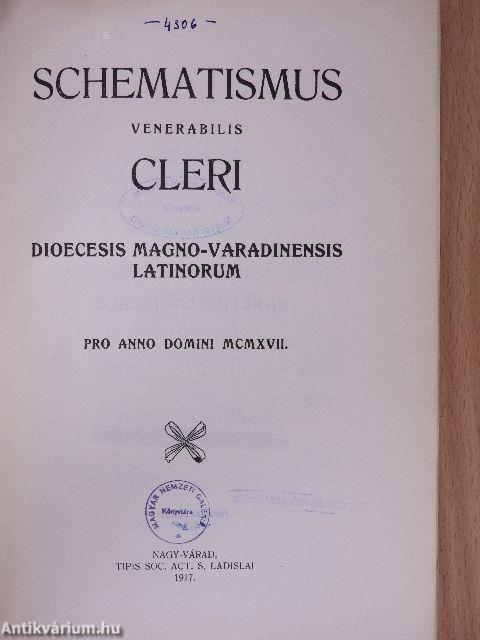 —4306—
SCHEMATISMUS
VENERABILIS
CLERI
DIOECESIS MAGNO-VARADINENSIS
LATINORUM
PRO ANNO DOMINI MCMXVII.
MAGYAR NEMZETI GALÉRIA
Könyvtára
NAGY-VÁRAD,
TIPIS SOC. ACT. S. LADISLAI
1917.
Antikvárium.hu